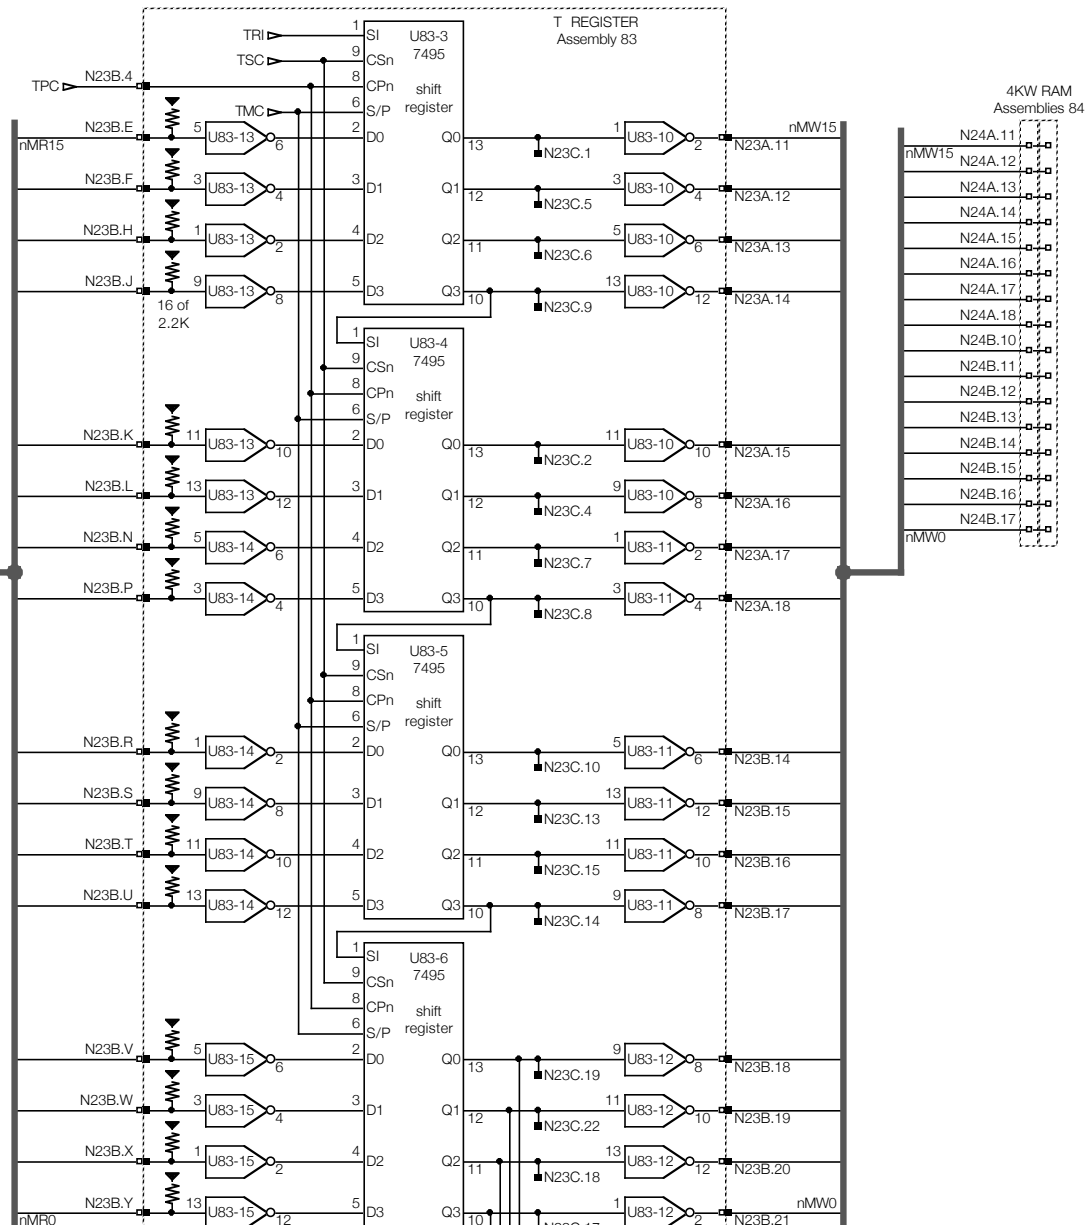 T REGISTER
Assembly 83
TRI
1
SI
U83-3
7495
TSC
9
CSn
TPC
N23B.4
8
CPn
shift
register
TMC
6
S/P
4KW RAM
Assemblies 84
nMR15
N23B.E
5
U83-13
6
2
D0
Q0
13
N23C.1
1
U83-10
2
N23A.11
nMW15
N23B.F
3
U83-13
4
3
D1
Q1
12
N23C.5
3
U83-10
4
N23A.12
N23B.H
1
U83-13
2
4
D2
Q2
11
N23C.6
5
U83-10
6
N23A.13
N23B.J
9
U83-13
8
5
D3
Q3
10
N23C.9
13
U83-10
12
N23A.14
16 of
2.2K
nMW15
N24A.11
N24A.12
N24A.13
N24A.14
N24A.15
N24A.16
N24A.17
N24A.18
N24B.10
N24B.11
N24B.12
N24B.13
N24B.14
N24B.15
N24B.16
N24B.17
nMW0
1
SI
U83-4
7495
9
CSn
8
CPn
shift
register
6
S/P
N23B.K
11
U83-13
10
2
D0
Q0
13
N23C.2
11
U83-10
10
N23A.15
N23B.L
13
U83-13
12
3
D1
Q1
12
N23C.4
9
U83-10
8
N23A.16
N23B.N
5
U83-14
6
4
D2
Q2
11
N23C.7
1
U83-11
2
N23A.17
N23B.P
3
U83-14
4
5
D3
Q3
10
N23C.8
3
U83-11
4
N23A.18
1
SI
U83-5
7495
9
CSn
8
CPn
shift
register
6
S/P
N23B.R
1
U83-14
2
2
D0
Q0
13
N23C.10
5
U83-11
6
N23B.14
N23B.S
9
U83-14
8
3
D1
Q1
12
N23C.13
13
U83-11
12
N23B.15
N23B.T
11
U83-14
10
4
D2
Q2
11
N23C.15
11
U83-11
10
N23B.16
N23B.U
13
U83-14
12
5
D3
Q3
10
N23C.14
9
U83-11
8
N23B.17
1
SI
U83-6
7495
9
CSn
8
CPn
shift
register
6
S/P
N23B.V
5
U83-15
6
2
D0
Q0
13
N23C.19
9
U83-12
8
N23B.18
N23B.W
3
U83-15
4
3
D1
Q1
12
N23C.22
11
U83-12
10
N23B.19
N23B.X
1
U83-15
2
4
D2
Q2
11
N23C.18
13
U83-12
12
N23B.20
nMR0
N23B.Y
13
U83-15
12
5
D3
Q3
10
1
U83-12
2
N23B.21
nMW0